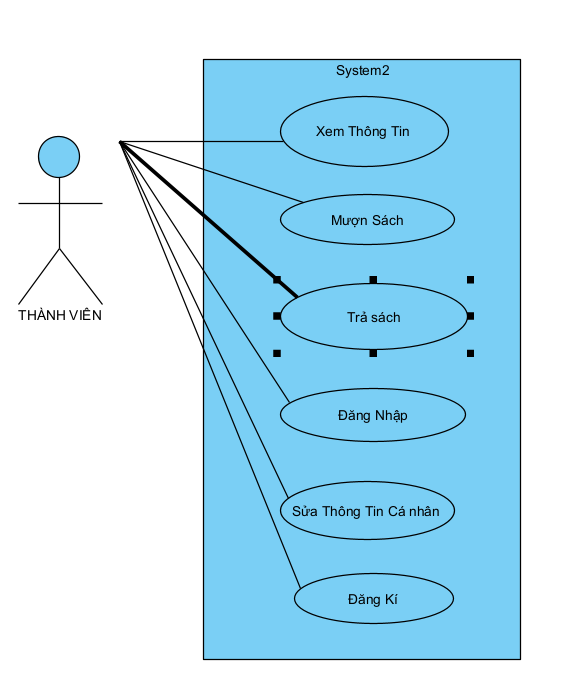 System2
Xem Thông Tin
Mượn Sách
Trả sách
THÀNH VIÊN
Đăng Nhập
Sửa Thông Tin Cá nhân
Đăng Kí